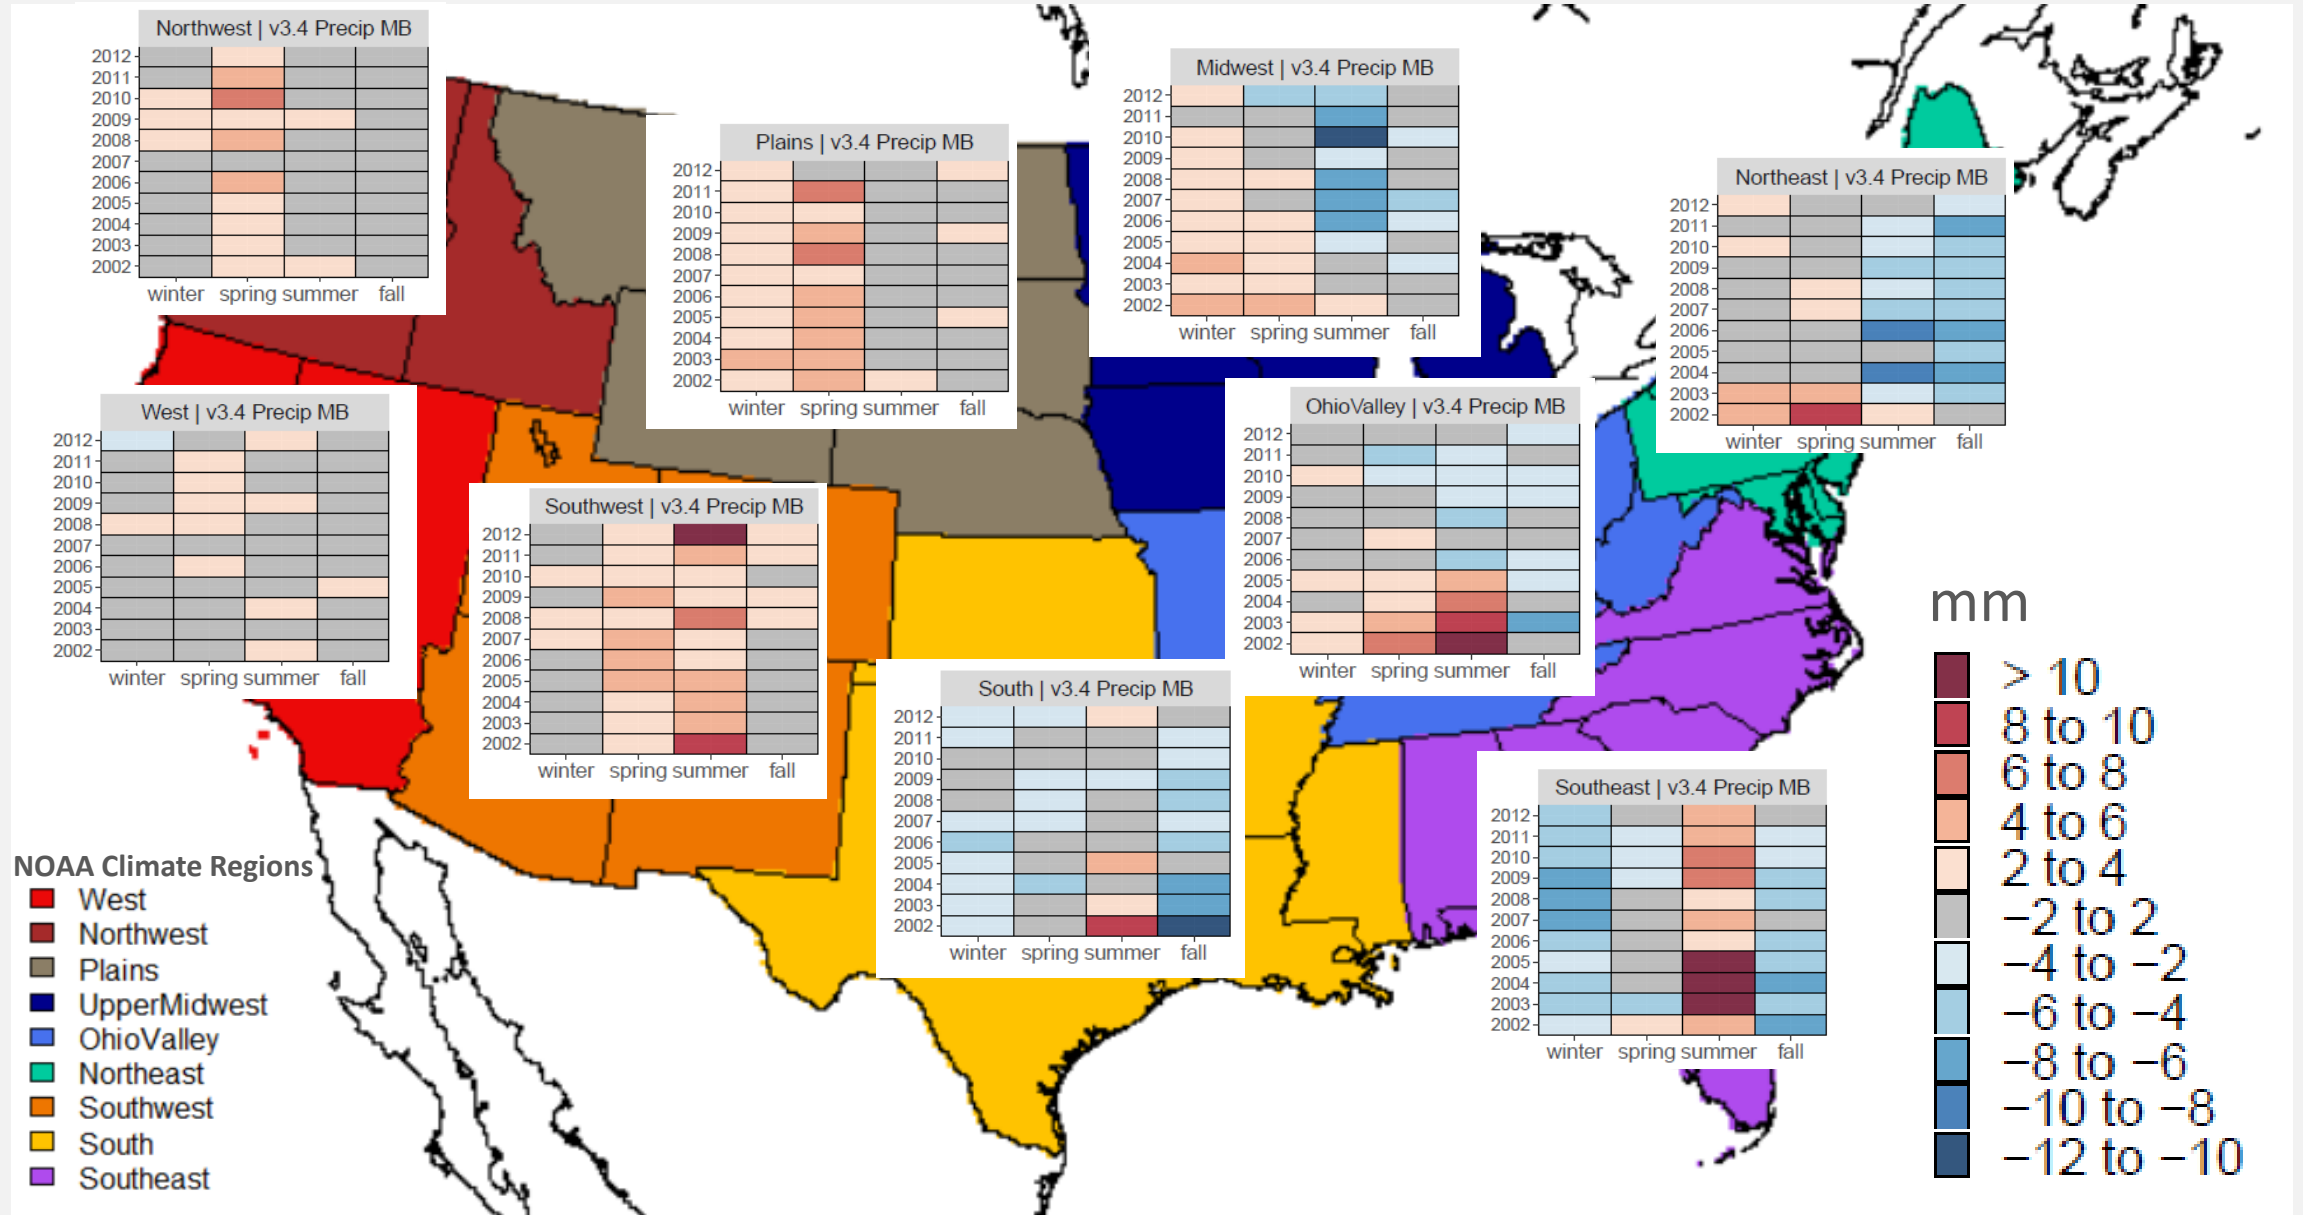 Northwest | v3.4 Precip MB
2012
2011
2010
2009
2008
2007
2006
2005
2004
2003
2002
winter spring summer fall
Plains | v3.4 Precip MB
2012
2011
2010
2009
2008
2007
2006
2005
2004
2003
2002
winter spring summer fall
Midwest | v3.4 Precip MB
2012
2011
2010
2009
2008
2007
2006
2005
2004
2003
2002
winter spring summer fall
Northeast | v3.4 Precip MB
2012
2011
2010
2009
2008
2007
2006
2005
2004
2003
2002
winter spring summer fall
West | v3.4 Precip MB
2012
2011
2010
2009
2008
2007
2006
2005
2004
2003
2002
winter spring summer fall
Southwest | v3.4 Precip MB
2012
2011
2010
2009
2008
2007
2006
2005
2004
2003
2002
winter spring summer fall
OhioValley | v3.4 Precip MB
2012
2011
2010
2009
2008
2007
2006
2005
2004
2003
2002
winter spring summer fall
South | v3.4 Precip MB
2012
2011
2010
2009
2008
2007
2006
2005
2004
2003
2002
winter spring summer fall
Southeast | v3.4 Precip MB
2012
2011
2010
2009
2008
2007
2006
2005
2004
2003
2002
winter spring summer fall
NOAA Climate Regions
West
Northwest
Plains
UpperMidwest
OhioValley
Northeast
Southwest
South
Southeast
mm
> 10
8 to 10
6 to 8
4 to 6
2 to 4
−2 to 2
−4 to −2
−6 to −4
−8 to −6
−10 to −8
−12 to −10